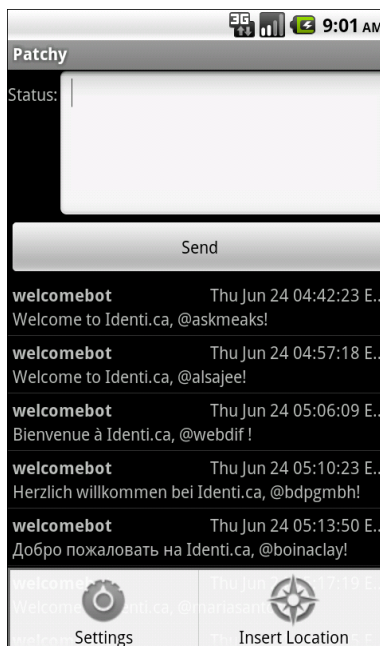 3G 9:01 AM
Patchy
Status:
Send
welcomebot Thu Jun 24 04:42:23 E..
Welcome to Identi.ca, @askmeaks!
welcomebot Thu Jun 24 04:57:18 E..
Welcome to Identi.ca, @alsajee!
welcomebot Thu Jun 24 05:06:09 E..
Bienvenue à Identi.ca, @webdif !
welcomebot Thu Jun 24 05:10:23 E..
Herzlich willkommen bei Identi.ca, @bdpgmbh!
welcomebot Thu Jun 24 05:13:50 E..
Добро пожаловать на Identi.ca, @boinaclay!
Settings Insert Location